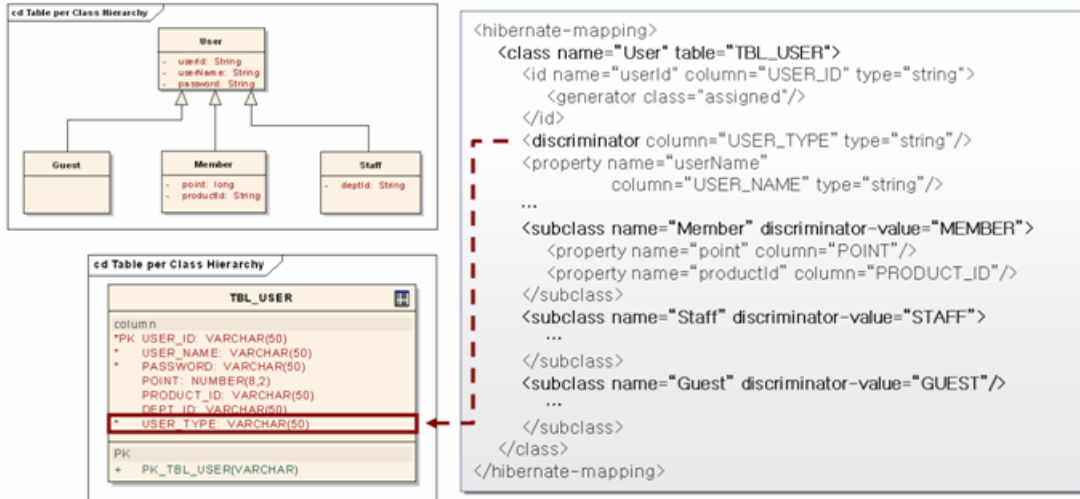 cd Table per Class Hierarchy
User
- userId: String
- userName: String
- password: String
Guest
Member
- point: long
- productId: String
Staff
- deptId: String
cd Table per Class Hierarchy
TBL_USER
column
*PK USER_ID: VARCHAR(50)
* USER_NAME: VARCHAR(50)
* PASSWORD: VARCHAR(50)
POINT: NUMBER(8,2)
PRODUCT_ID: VARCHAR(50)
DEPT_ID: VARCHAR(50)
* USER_TYPE: VARCHAR(50)
PK
+ PK_TBL_USER(VARCHAR)
<hibernate-mapping>
<class name="User" table="TBL_USER">
<id name="userId" column="USER_ID" type="string">
<generator class="assigned"/>
</id>
<discriminator column="USER_TYPE" type="string"/>
<property name="userName"
column="USER_NAME" type="string"/>
...
<subclass name="Member" discriminator-value="MEMBER">
<property name="point" column="POINT"/>
<property name="productId" column="PRODUCT_ID"/>
</subclass>
<subclass name="Staff" discriminator-value="STAFF">
...
</subclass>
<subclass name="Guest" discriminator-value="GUEST"/>
...
</subclass>
</class>
</hibernate-mapping>